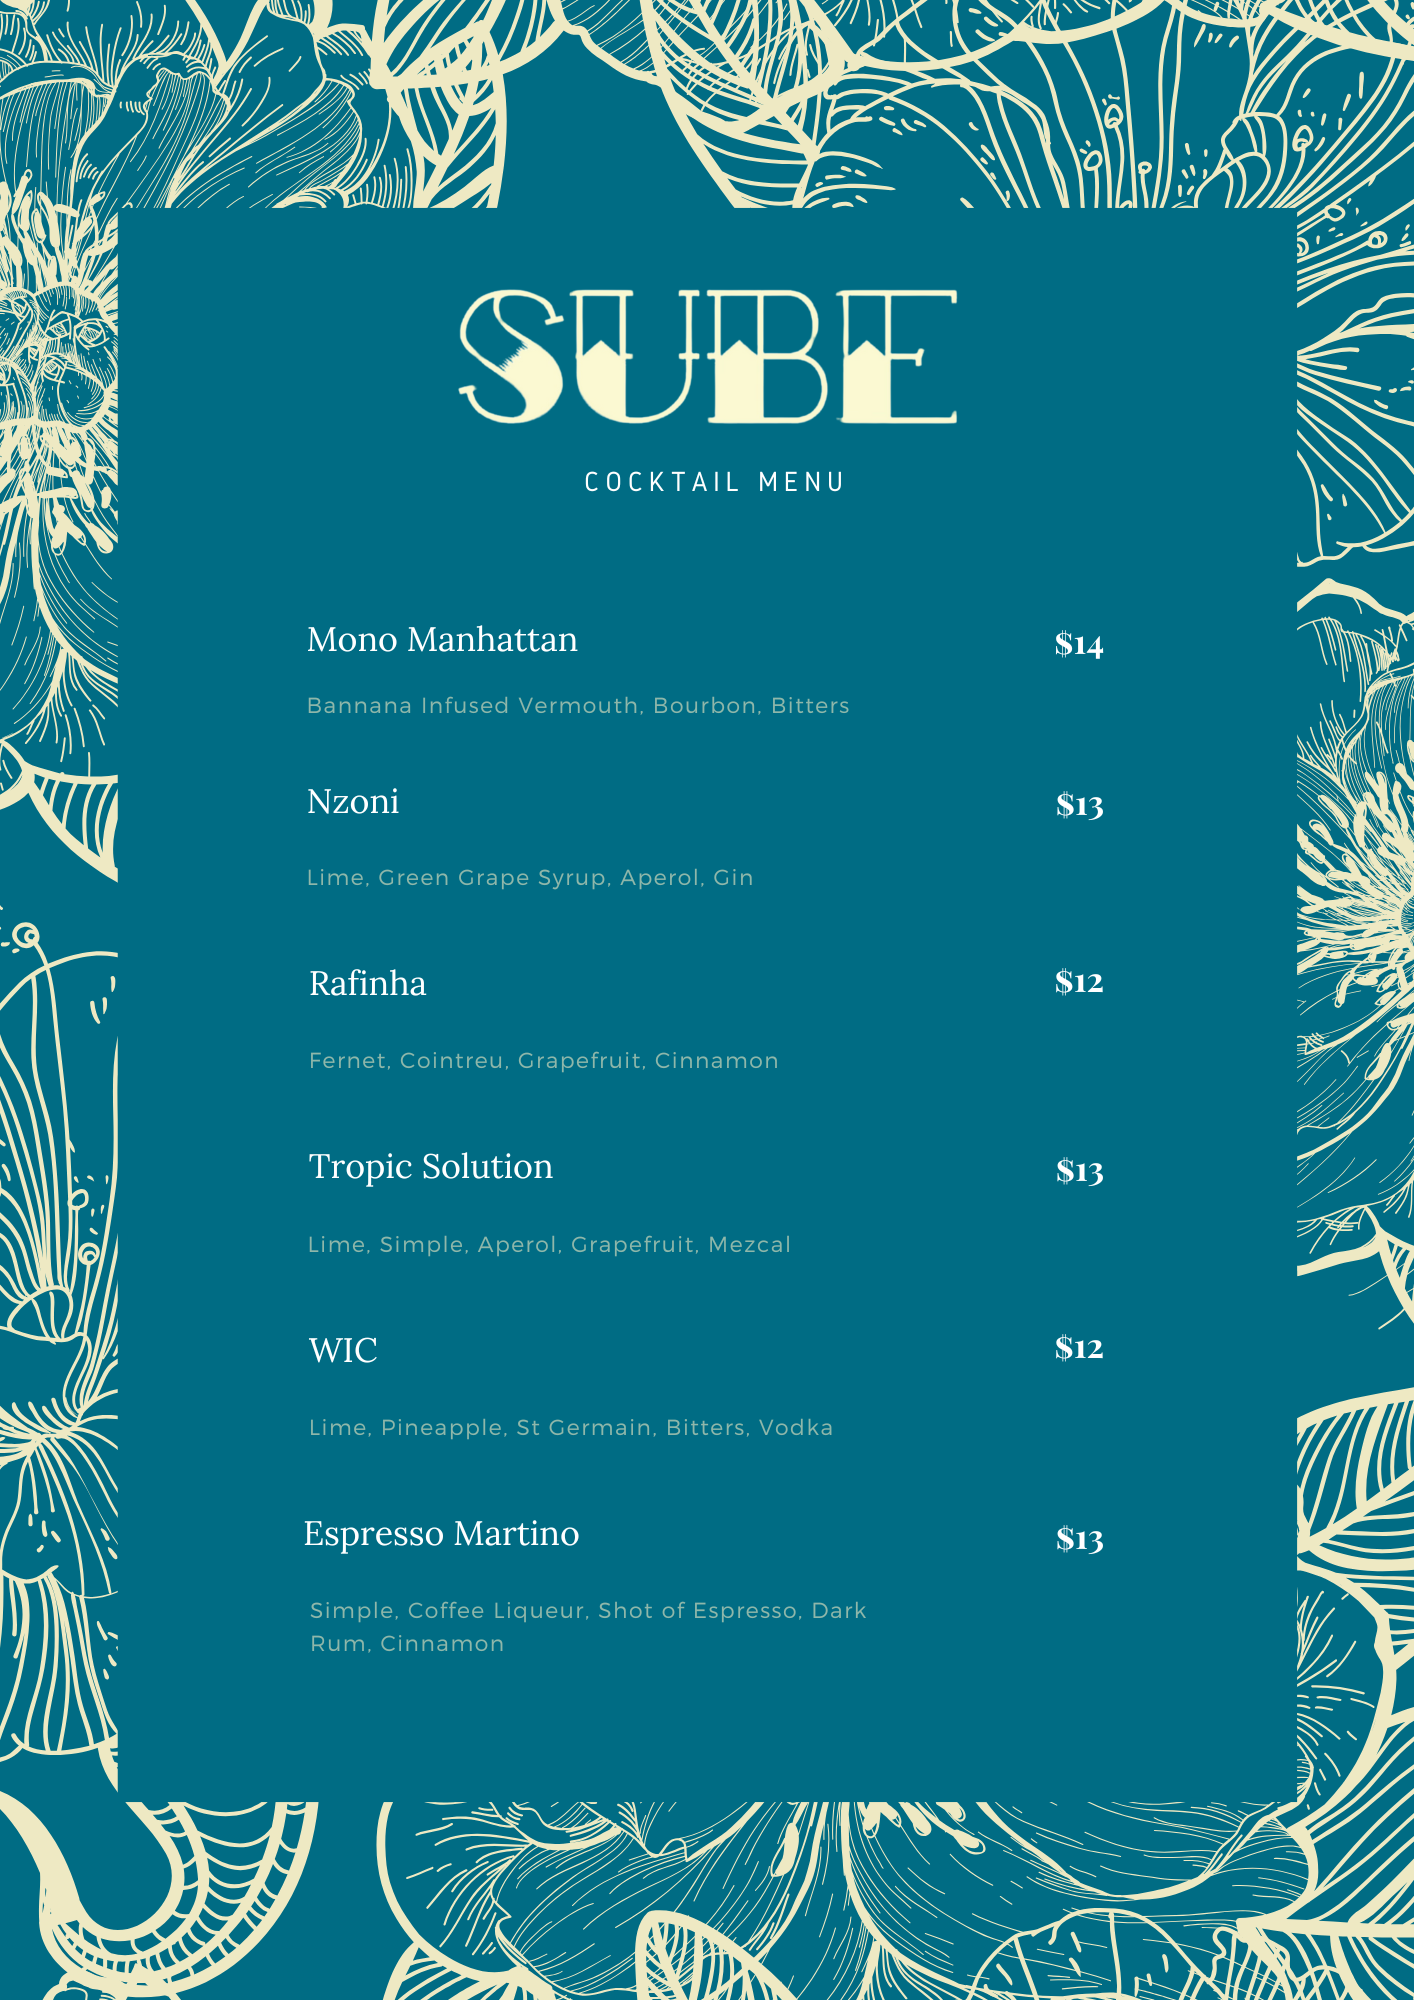 SUBE
COCKTAIL MENU
Mono Manhattan $14
Bannana Infused Vermouth, Bourbon, Bitters
Nzoni $13
Lime, Green Grape Syrup, Aperol, Gin
Rafinha $12
Fernet, Cointreu, Grapefruit, Cinnamon
Tropic Solution $13
Lime, Simple, Aperol, Grapefruit, Mezcal
WIC $12
Lime, Pineapple, St Germain, Bitters, Vodka
Espresso Martino $13
Simple, Coffee Liqueur, Shot of Espresso, Dark
Rum, Cinnamon